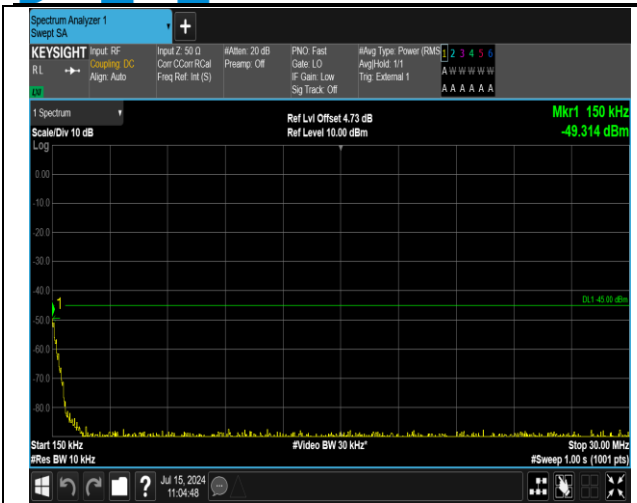 Spectrum Analyzer 1
Swept SA
+
KEYSIGHT
RL
Input: RF
Coupling: DC
Align: Auto
Input Z: 50 Ω
Corr CCorr RCal
Freq Ref: Int (S)
#Atten: 20 dB
Preamp: Off
PNO: Fast
Gate: LO
IF Gain: Low
Sig Track: Off
#Avg Type: Power (RMS
Avg|Hold: 1/1
Trig: External 1
1 2 3 4 5 6
A W W W W W
A A A A A A
1 Spectrum
Scale/Div 10 dB
Log
Ref Lvl Offset 4.73 dB
Ref Level 10.00 dBm
Mkr1 150 kHz
-49.314 dBm
0.00
-10.0
-20.0
-30.0
-40.0
1
DL1 -45.00 dBm
-50.0
-60.0
-70.0
-80.0
Start 150 kHz
#Video BW 30 kHz*
Stop 30.00 MHz
#Res BW 10 kHz
#Sweep 1.00 s (1001 pts)
?
Jul 15, 2024
11:04:48